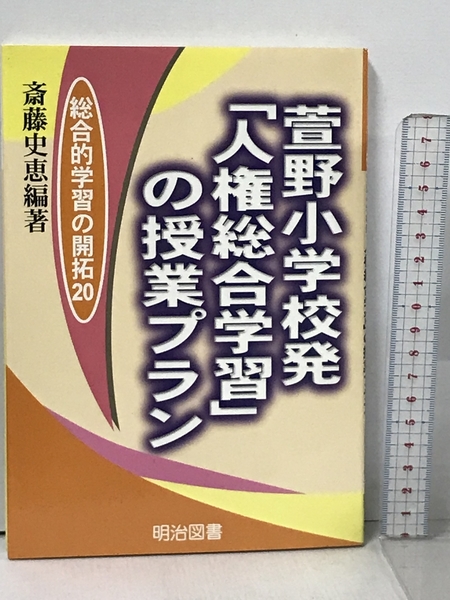 萱野小学校発
「人権総合学習」
の授業プラン
総合的学習の開拓20
斎藤史恵編著
明治図書